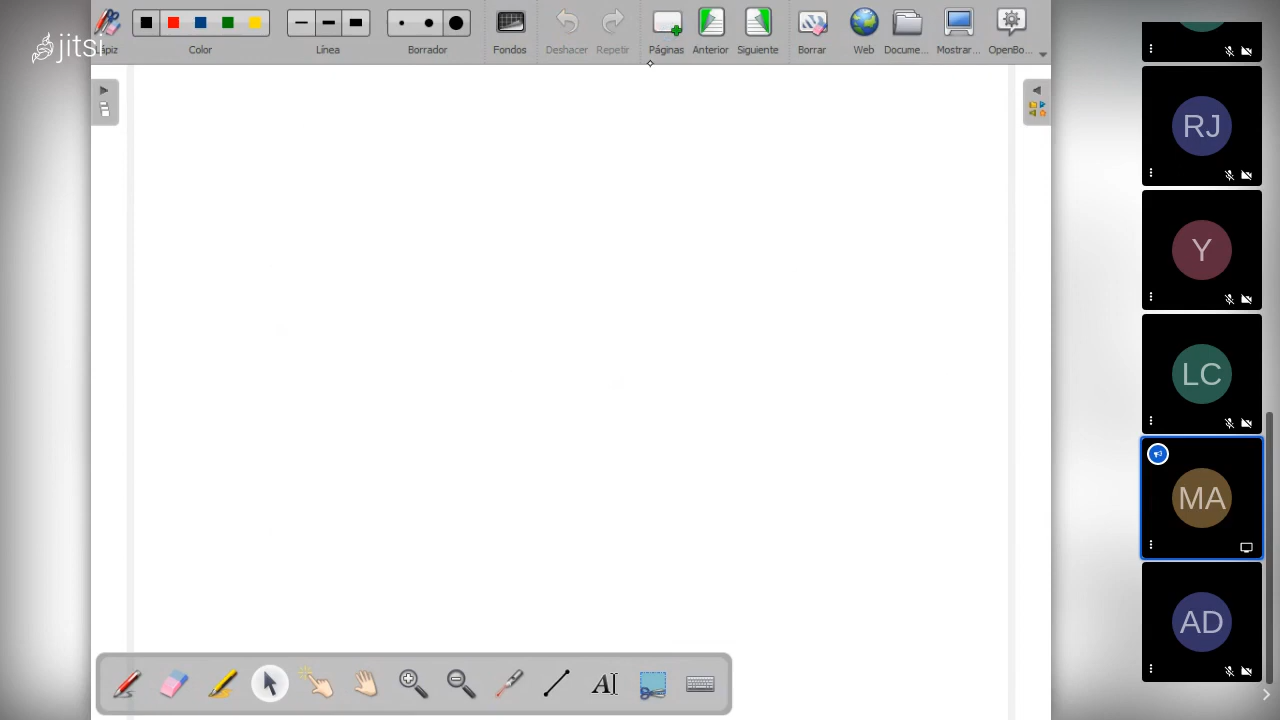 jitsi
piz
Color
Línea
Borrador
Fondos
Deshacer
Repetir
Páginas
Anterior
Siguiente
Borrar
Web
Docume...
Mostrar...
OpenBo...
RJ
Y
LC
MA
AD
A